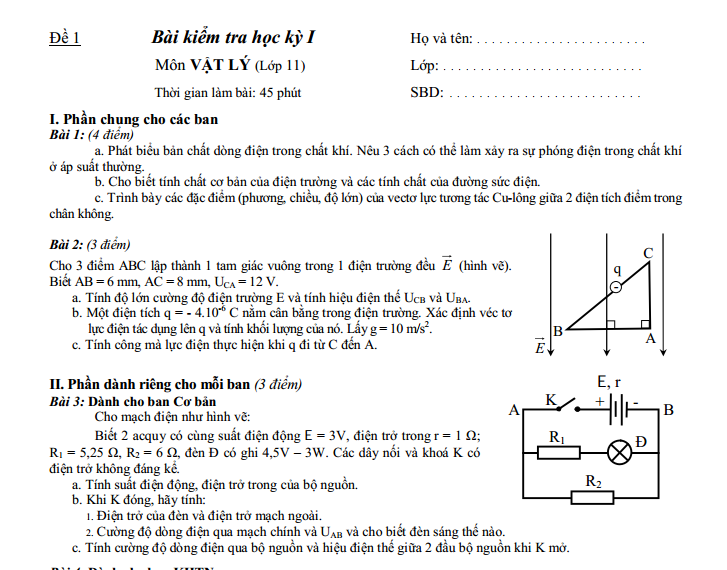 Đề 1 Bài kiểm tra học kỳ I Họ và tên: . . . . . . . . . . . . . . . . . . . . . . . .
Môn VẬT LÝ (Lớp 11) Lớp: . . . . . . . . . . . . . . . . . . . . . . . . . . . .
Thời gian làm bài: 45 phút SBD: . . . . . . . . . . . . . . . . . . . . . . . . . . .
I. Phần chung cho các ban
Bài 1: (4 điểm)
a. Phát biểu bản chất dòng điện trong chất khí. Nêu 3 cách có thể làm xảy ra sự phóng điện trong chất khí
ở áp suất thường.
b. Cho biết tính chất cơ bản của điện trường và các tính chất của đường sức điện.
c. Trình bày các đặc điểm (phương, chiều, độ lớn) của vectơ lực tương tác Cu-lông giữa 2 điện tích điểm trong
chân không.
Bài 2: (3 điểm)
Cho 3 điểm ABC lập thành 1 tam giác vuông trong 1 điện trường đều E (hình vẽ).
Biết AB = 6 mm, AC = 8 mm, UCA = 12 V.
a. Tính độ lớn cường độ điện trường E và tính hiệu điện thế UCB và UBA.
b. Một điện tích q = - 4.10-6 C nằm cân bằng trong điện trường. Xác định véc tơ
lực điện tác dụng lên q và tính khối lượng của nó. Lấy g = 10 m/s2.
c. Tính công mà lực điện thực hiện khi q đi từ C đến A.
C
q
B
A
E
II. Phần dành riêng cho mỗi ban (3 điểm)
Bài 3: Dành cho ban Cơ bản
Cho mạch điện như hình vẽ:
Biết 2 acquy có cùng suất điện động E = 3V, điện trở trong r = 1 Ω;
R1 = 5,25 Ω, R2 = 6 Ω, đèn Đ có ghi 4,5V – 3W. Các dây nối và khoá K có
điện trở không đáng kể.
a. Tính suất điện động, điện trở trong của bộ nguồn.
b. Khi K đóng, hãy tính:
1. Điện trở của đèn và điện trở mạch ngoài.
2. Cường độ dòng điện qua mạch chính và UAB và cho biết đèn sáng thế nào.
c. Tính cường độ dòng điện qua bộ nguồn và hiệu điện thế giữa 2 đầu bộ nguồn khi K mở.
E, r
A K + - B
R1 Đ
R2